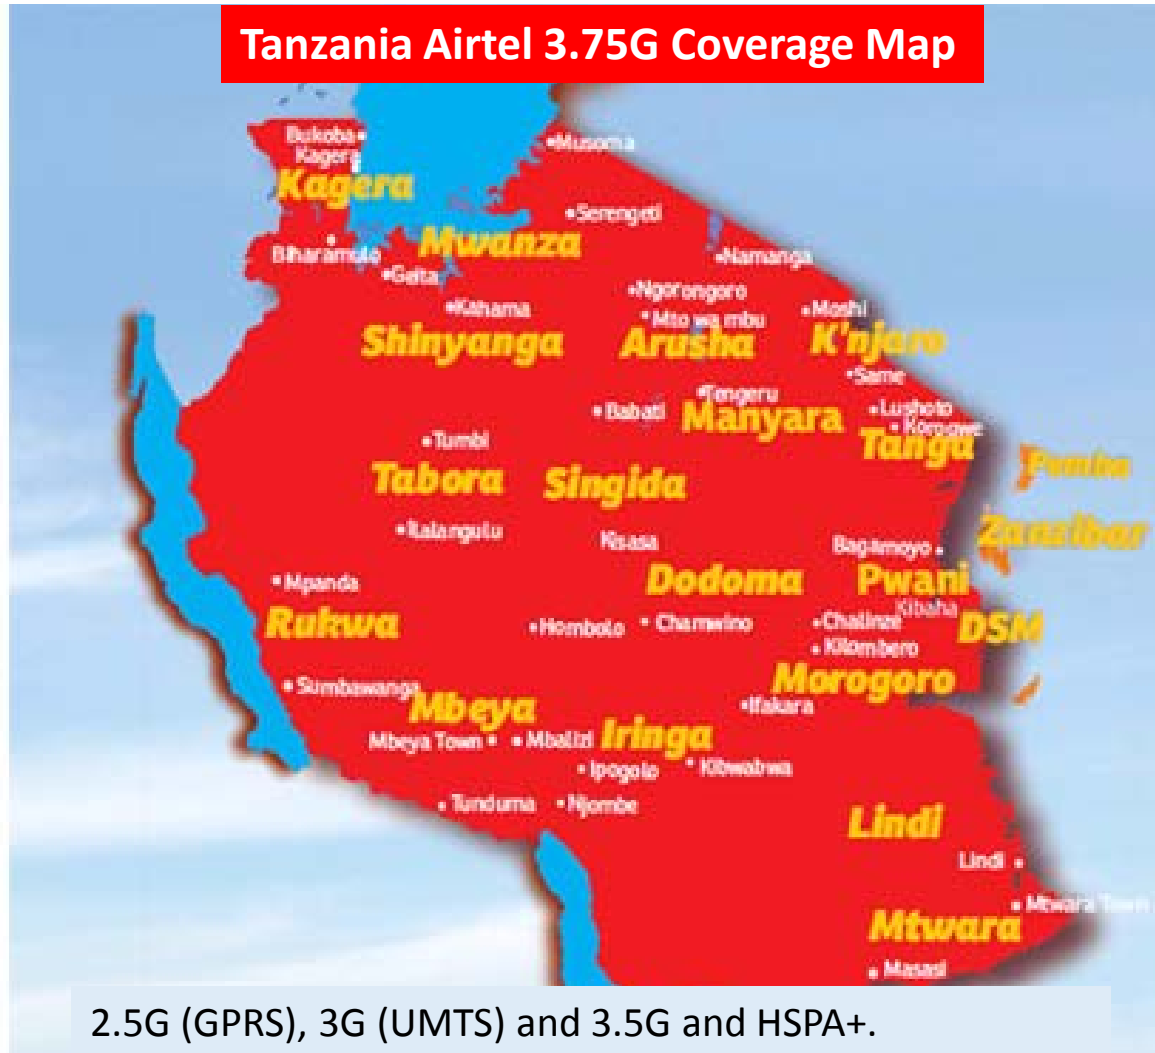 Tanzania Airtel 3.75G Coverage Map
Bukoba
Kagera
Musoma
Kagera
Serengeti
Mwanza
Biharamulo
Namanga
Geita
Ngorongoro
Kahama
Mto wa mbu
Moshi
Shinyanga
Arusha
K'njaro
Same
Tengeru
Babati
Manyara
Lushoto
Korogwe
Tumbi
Tanga
Pemba
Tabora
Singida
Italangulu
Kisasa
Zanzibar
Bagamoyo
Mpanda
Dodoma
Pwani
Kibaha
Rukwa
Hombolo
Chamwino
Chalinze
DSM
Kilombero
Sumbawanga
Morogoro
Mbeya
Ifakara
Mbeya Town
Mbalizi
Iringa
Ipogolo
Kibwabwa
Tunduma
Njombe
Lindi
Lindi
Mtwara Town
Mtwara
Masasi
2.5G (GPRS), 3G (UMTS) and 3.5G and HSPA+.